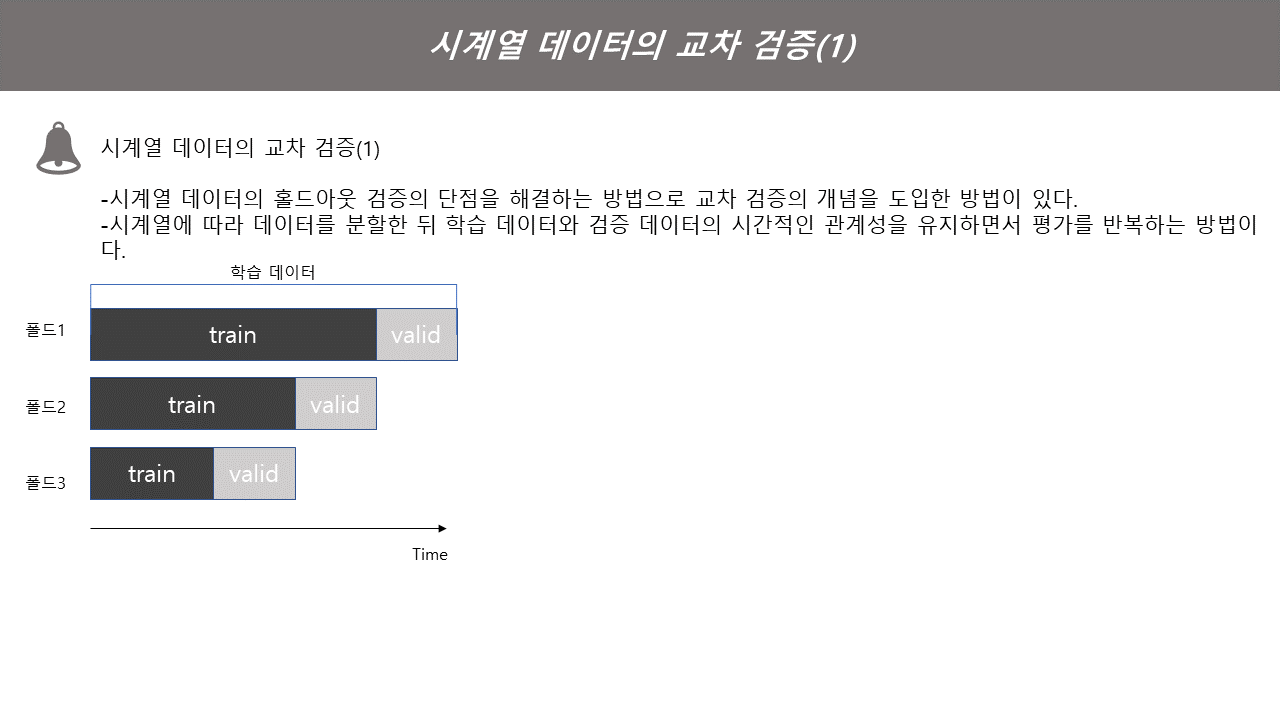 시계열 데이터의 교차 검증(1)
시계열 데이터의 교차 검증(1)
-시계열 데이터의 홀드아웃 검증의 단점을 해결하는 방법으로 교차 검증의 개념을 도입한 방법이 있다.
-시계열에 따라 데이터를 분할한 뒤 학습 데이터와 검증 데이터의 시간적인 관계성을 유지하면서 평가를 반복하는 방법이
다.
학습 데이터
폴드1
train
valid
폴드2
train
valid
폴드3
train
valid
Time